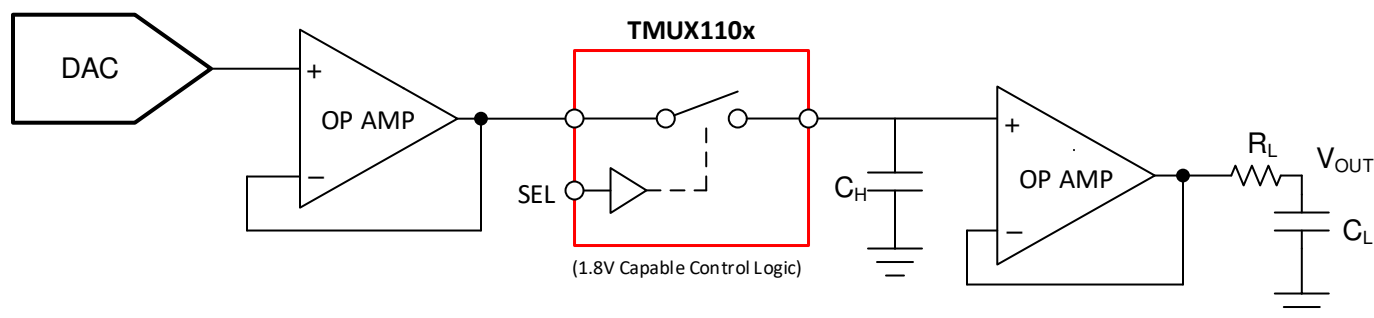 TMUX110x
DAC
+
OP AMP
−
SEL
(1.8V Capable Control Logic)
C_H
+
OP AMP
−
R_L
V_OUT
C_L